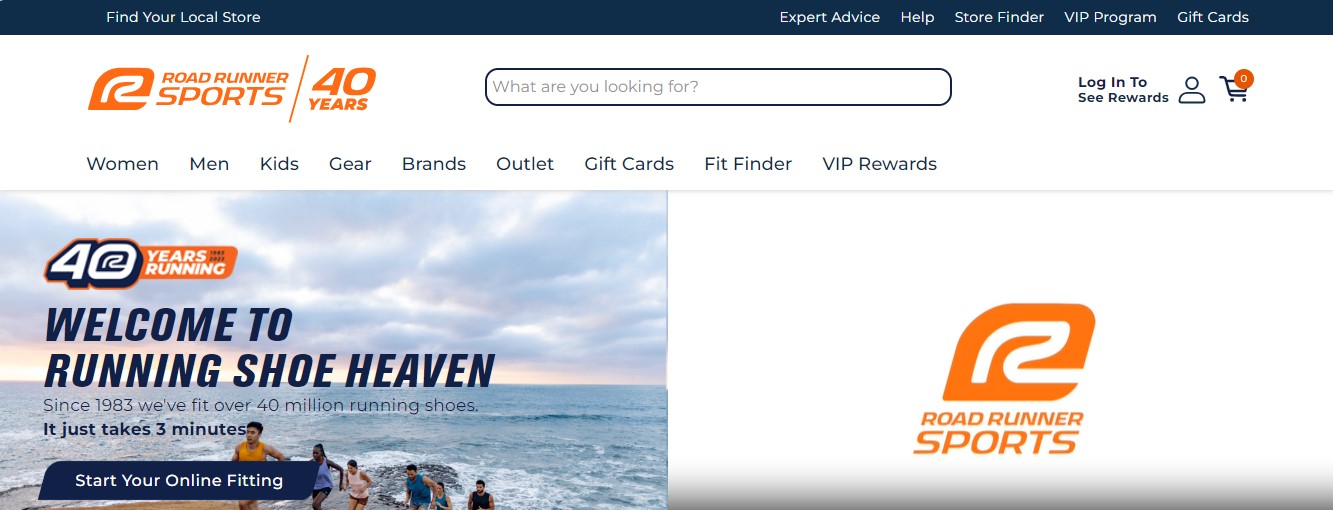 Find Your Local Store
Expert Advice Help Store Finder VIP Program Gift Cards
ROAD RUNNER
SPORTS
40
YEARS
What are you looking for?
Log In To
See Rewards
0
Women Men Kids Gear Brands Outlet Gift Cards Fit Finder VIP Rewards
40 YEARS
RUNNING
WELCOME TO
RUNNING SHOE HEAVEN
Since 1983 we've fit over 40 million running shoes.
It just takes 3 minutes
Start Your Online Fitting
ROAD RUNNER
SPORTS